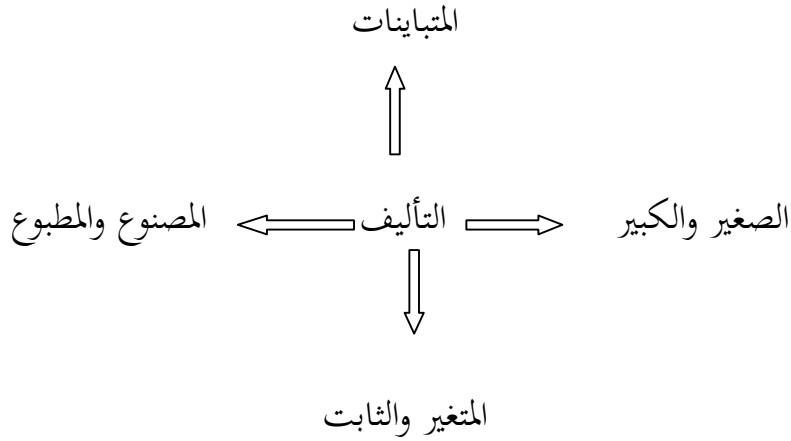 المتباينات
الصغير والكبير التأليف المصنوع والمطبوع
المتغير والثابت